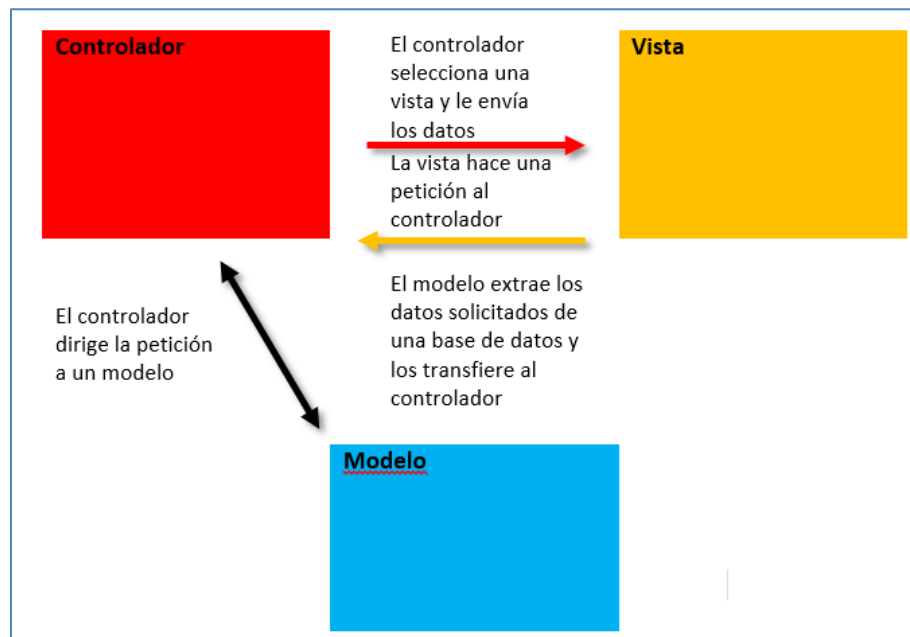 Controlador
El controlador
selecciona una
vista y le envía
los datos
Vista
La vista hace una
petición al
controlador
El controlador
dirige la petición
a un modelo
El modelo extrae los
datos solicitados de
una base de datos y
los transfiere al
controlador
Modelo